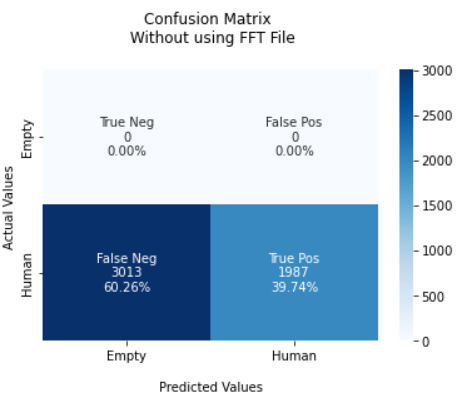 Confusion Matrix
Without using FFT File
True Neg
0
0.00%
False Pos
0
0.00%
False Neg
3013
60.26%
True Pos
1987
39.74%
Empty
Human
Actual Values
Empty
Human
Predicted Values
3000
2500
2000
1500
1000
500
0